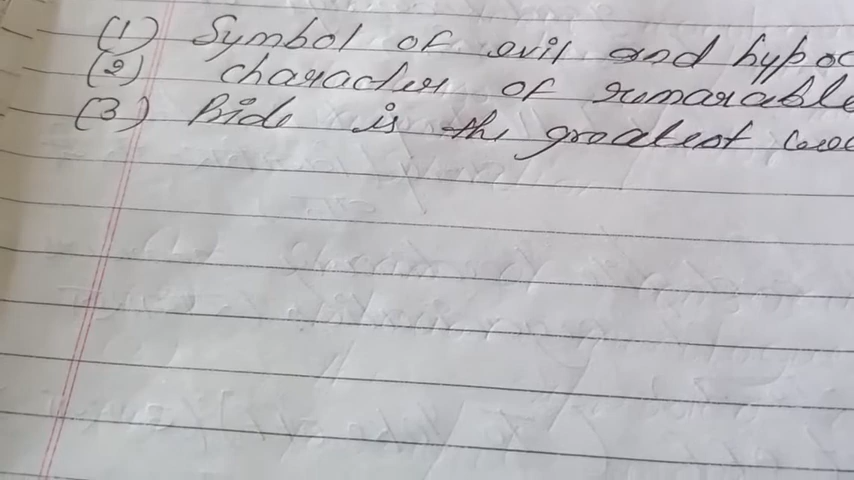 (1) Symbol of evil and hypoc
(2) character of remarable
(3) Pride is the greatest